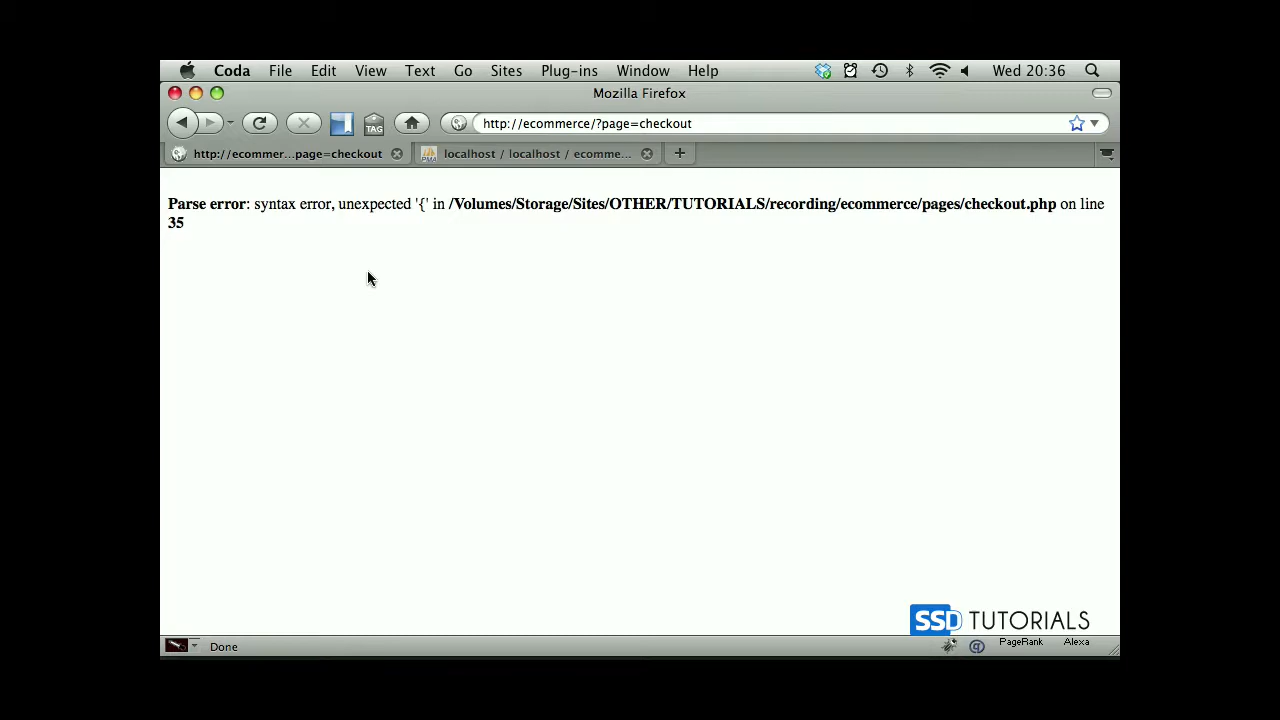 Coda File Edit View Text Go Sites Plug-ins Window Help Wed 20:36
Mozilla Firefox
TAG http://ecommerce/?page=checkout
http://ecommer...page=checkout localhost / localhost / ecomme... +
Parse error: syntax error, unexpected '{' in /Volumes/Storage/Sites/OTHER/TUTORIALS/recording/ecommerce/pages/checkout.php on line
35
SSD TUTORIALS
Done PageRank Alexa